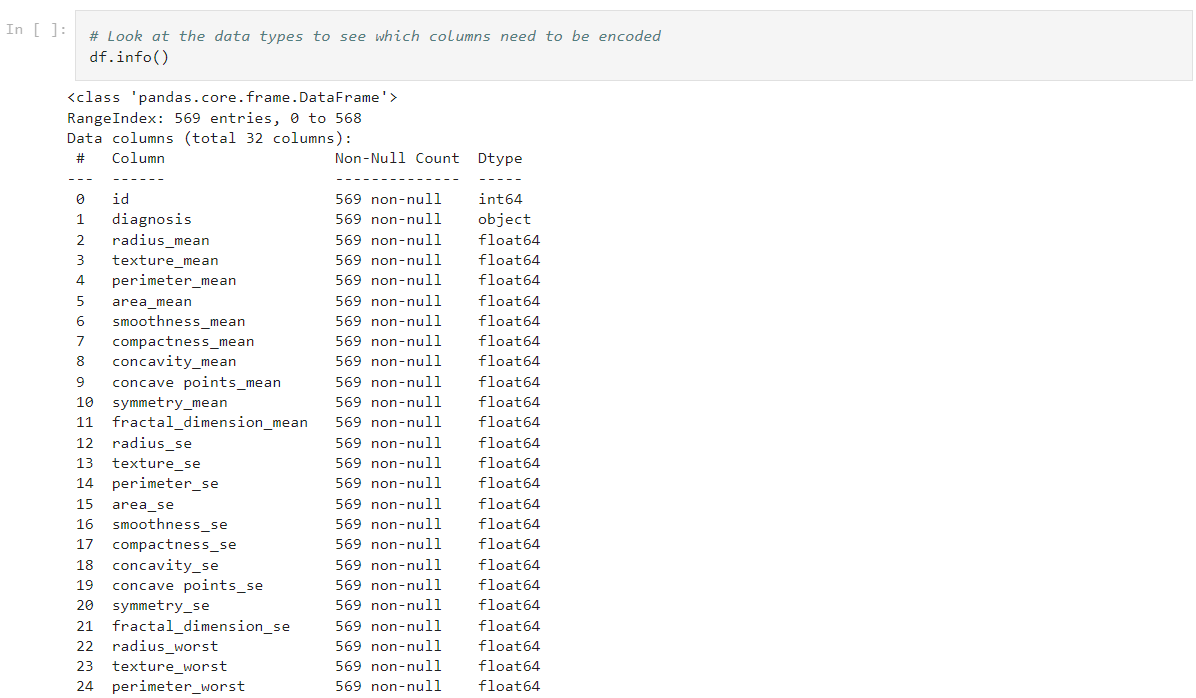 In [ ]:
# Look at the data types to see which columns need to be encoded
df.info()
<class 'pandas.core.frame.DataFrame'>
RangeIndex: 569 entries, 0 to 568
Data columns (total 32 columns):
#   Column                   Non-Null Count  Dtype
---  ------                   --------------  -----
0   id                       569 non-null    int64
1   diagnosis                569 non-null    object
2   radius_mean              569 non-null    float64
3   texture_mean             569 non-null    float64
4   perimeter_mean           569 non-null    float64
5   area_mean                569 non-null    float64
6   smoothness_mean          569 non-null    float64
7   compactness_mean         569 non-null    float64
8   concavity_mean           569 non-null    float64
9   concave points_mean      569 non-null    float64
10  symmetry_mean            569 non-null    float64
11  fractal_dimension_mean   569 non-null    float64
12  radius_se                569 non-null    float64
13  texture_se               569 non-null    float64
14  perimeter_se             569 non-null    float64
15  area_se                  569 non-null    float64
16  smoothness_se            569 non-null    float64
17  compactness_se           569 non-null    float64
18  concavity_se             569 non-null    float64
19  concave points_se        569 non-null    float64
20  symmetry_se              569 non-null    float64
21  fractal_dimension_se     569 non-null    float64
22  radius_worst             569 non-null    float64
23  texture_worst            569 non-null    float64
24  perimeter_worst          569 non-null    float64